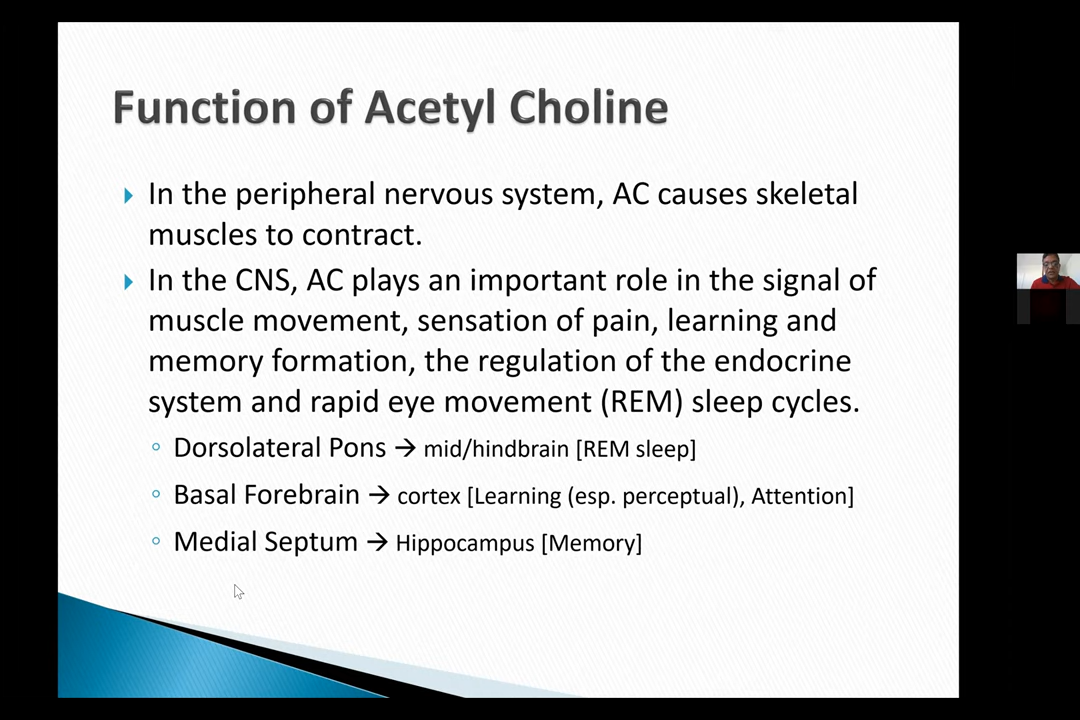 Function of Acetyl Choline
In the peripheral nervous system, AC causes skeletal
muscles to contract.
In the CNS, AC plays an important role in the signal of
muscle movement, sensation of pain, learning and
memory formation, the regulation of the endocrine
system and rapid eye movement (REM) sleep cycles.
Dorsolateral Pons → mid/hindbrain [REM sleep]
Basal Forebrain → cortex [Learning (esp. perceptual), Attention]
Medial Septum → Hippocampus [Memory]